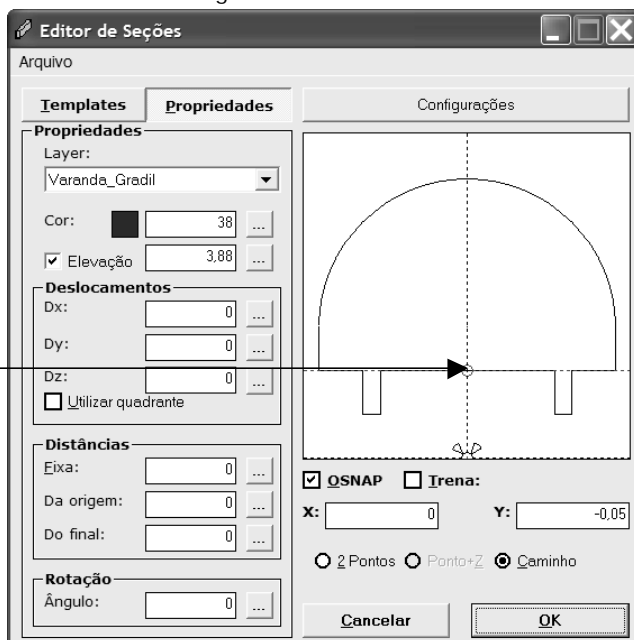 Editor de Seções
Arquivo
Templates
Propriedades
Configurações
Propriedades
Layer:
Varanda_Gradil
Cor:
38
...
Elevação
3,88
...
Deslocamentos
Dx:
0
...
Dy:
0
...
Dz:
0
...
Utilizar quadrante
Distâncias
Fixa:
0
...
Da origem:
0
...
Do final:
0
...
Rotação
Ângulo:
0
...
OSNAP
Trena:
X:
0
Y:
-0,05
2 Pontos
Ponto+Z
Caminho
Cancelar
OK